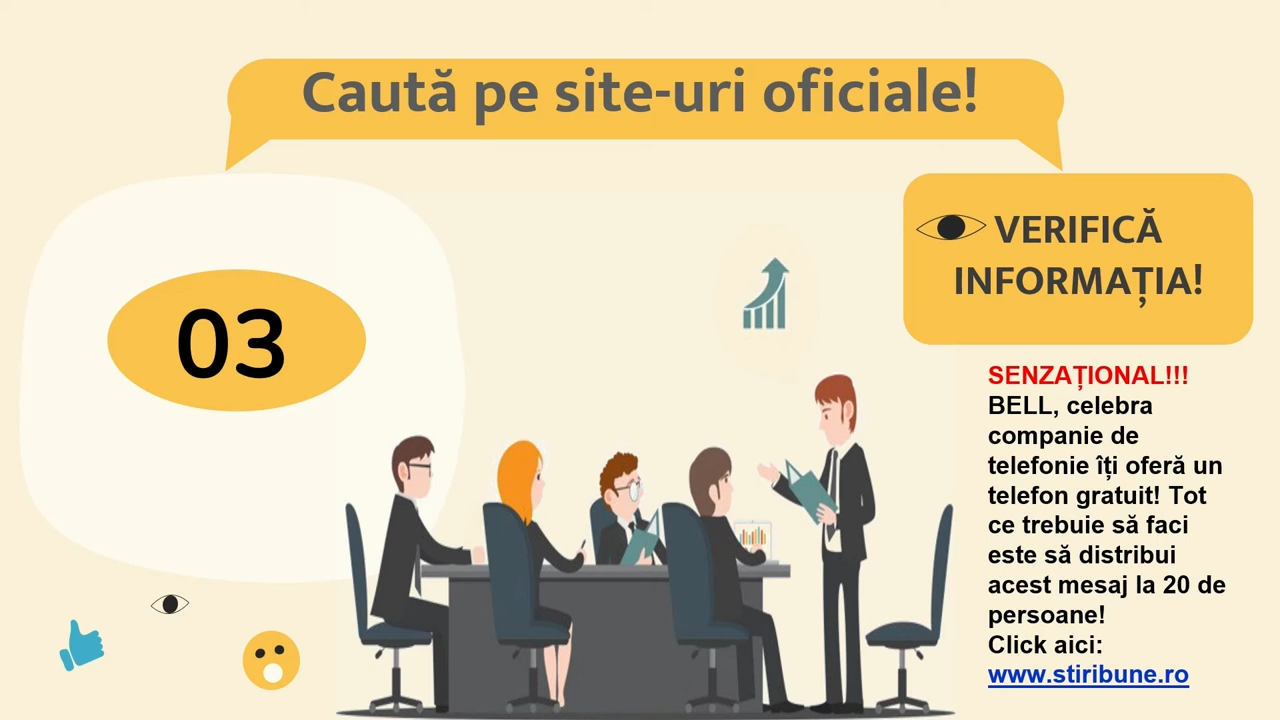 Caută pe site-uri oficiale!
03
VERIFICĂ
INFORMAȚIA!
SENZAȚIONAL!!!
BELL, celebra
companie de
telefonie îți oferă un
telefon gratuit! Tot
ce trebuie să faci
este să distribui
acest mesaj la 20 de
persoane!
Click aici:
www.stiribune.ro